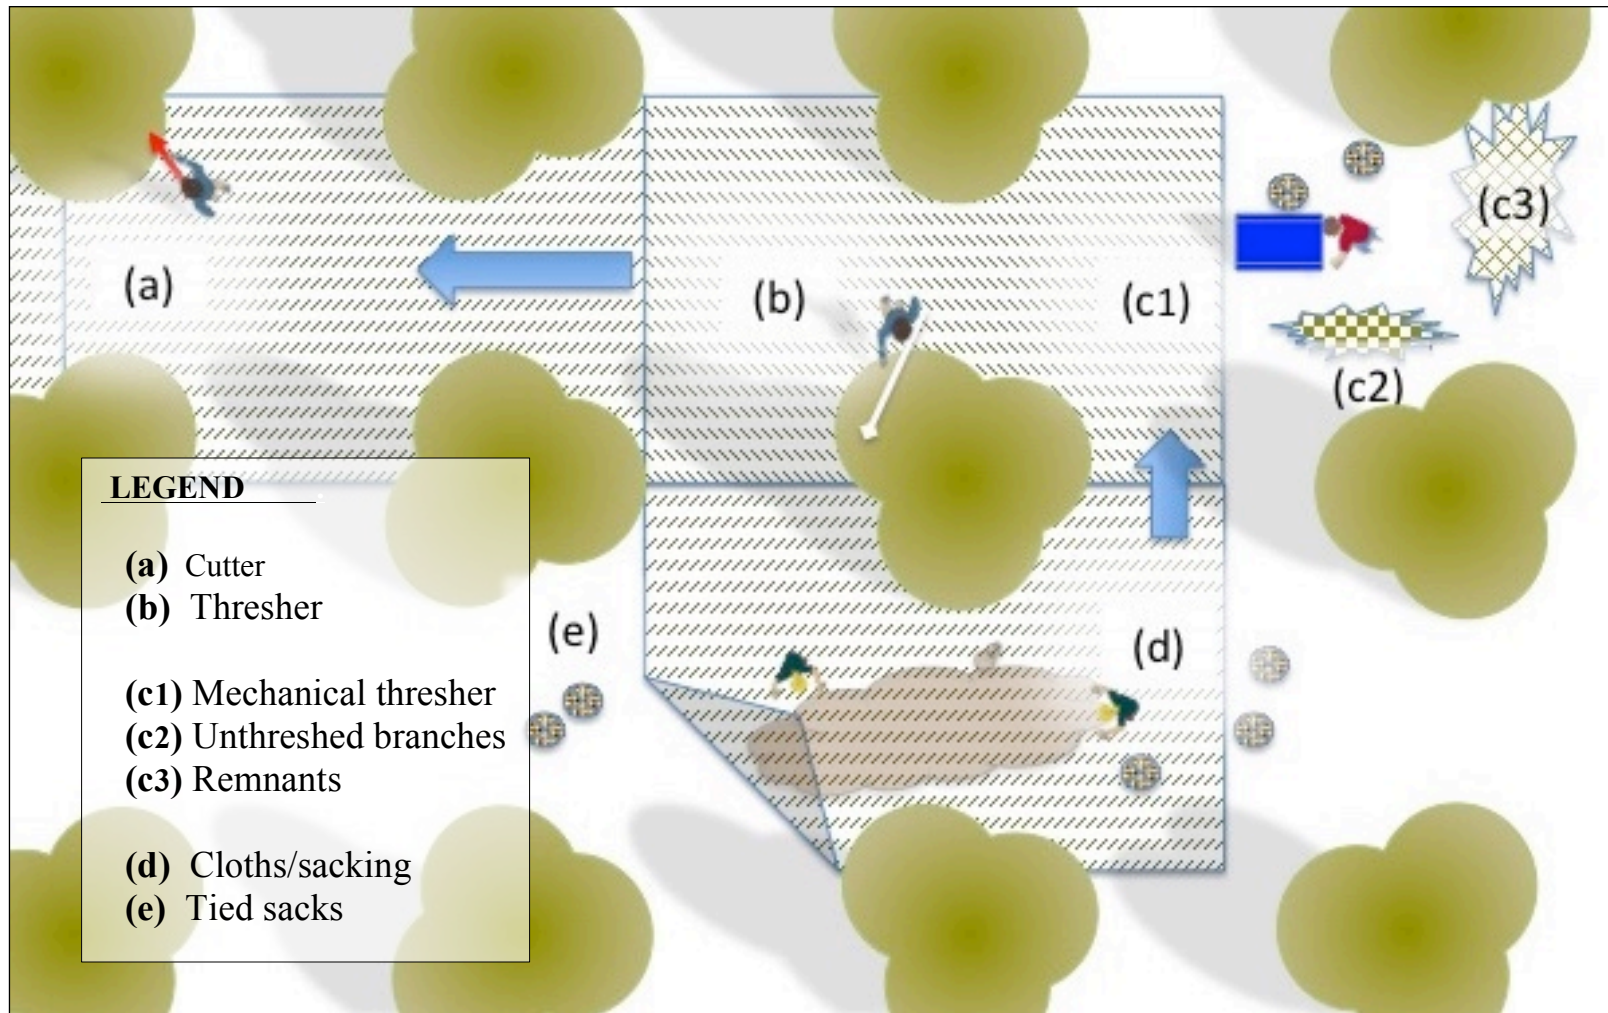 (c3)
(a)
(b)
(c1)
(c2)
LEGEND
(a) Cutter
(b) Thresher
(c1) Mechanical thresher
(c2) Unthreshed branches
(c3) Remnants
(d) Cloths/sacking
(e) Tied sacks
(e)
(d)